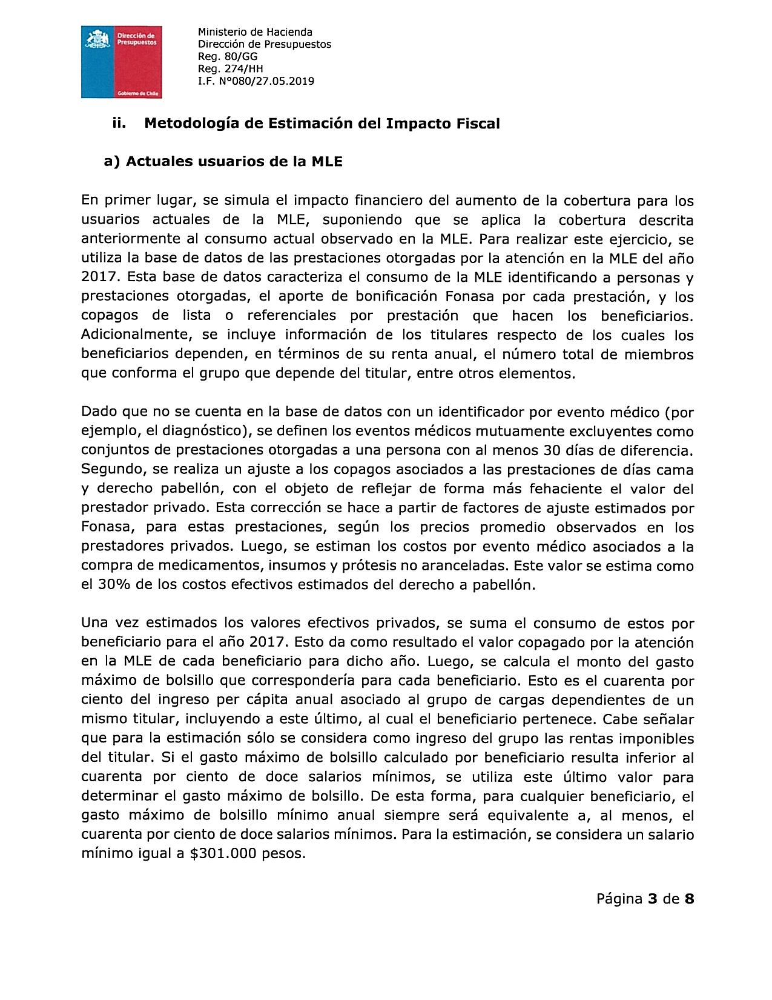 Dirección de
Presupuestos
Gobierno de Chile
Ministerio de Hacienda
Dirección de Presupuestos
Reg. 80/GG
Reg. 274/HH
I.F. N°080/27.05.2019
ii. Metodología de Estimación del Impacto Fiscal
a) Actuales usuarios de la MLE
En primer lugar, se simula el impacto financiero del aumento de la cobertura para los
usuarios actuales de la MLE, suponiendo que se aplica la cobertura descrita
anteriormente al consumo actual observado en la MLE. Para realizar este ejercicio, se
utiliza la base de datos de las prestaciones otorgadas por la atención en la MLE del año
2017. Esta base de datos caracteriza el consumo de la MLE identificando a personas y
prestaciones otorgadas, el aporte de bonificación Fonasa por cada prestación, y los
copagos de lista o referenciales por prestación que hacen los beneficiarios.
Adicionalmente, se incluye información de los titulares respecto de los cuales los
beneficiarios dependen, en términos de su renta anual, el número total de miembros
que conforma el grupo que depende del titular, entre otros elementos.
Dado que no se cuenta en la base de datos con un identificador por evento médico (por
ejemplo, el diagnóstico), se definen los eventos médicos mutuamente excluyentes como
conjuntos de prestaciones otorgadas a una persona con al menos 30 días de diferencia.
Segundo, se realiza un ajuste a los copagos asociados a las prestaciones de días cama
y derecho pabellón, con el objeto de reflejar de forma más fehaciente el valor del
prestador privado. Esta corrección se hace a partir de factores de ajuste estimados por
Fonasa, para estas prestaciones, según los precios promedio observados en los
prestadores privados. Luego, se estiman los costos por evento médico asociados a la
compra de medicamentos, insumos y prótesis no aranceladas. Este valor se estima como
el 30% de los costos efectivos estimados del derecho a pabellón.
Una vez estimados los valores efectivos privados, se suma el consumo de estos por
beneficiario para el año 2017. Esto da como resultado el valor copagado por la atención
en la MLE de cada beneficiario para dicho año. Luego, se calcula el monto del gasto
máximo de bolsillo que correspondería para cada beneficiario. Esto es el cuarenta por
ciento del ingreso per cápita anual asociado al grupo de cargas dependientes de un
mismo titular, incluyendo a este último, al cual el beneficiario pertenece. Cabe señalar
que para la estimación sólo se considera como ingreso del grupo las rentas imponibles
del titular. Si el gasto máximo de bolsillo calculado por beneficiario resulta inferior al
cuarenta por ciento de doce salarios mínimos, se utiliza este último valor para
determinar el gasto máximo de bolsillo. De esta forma, para cualquier beneficiario, el
gasto máximo de bolsillo mínimo anual siempre será equivalente a, al menos, el
cuarenta por ciento de doce salarios mínimos. Para la estimación, se considera un salario
mínimo igual a $301.000 pesos.
Página 3 de 8